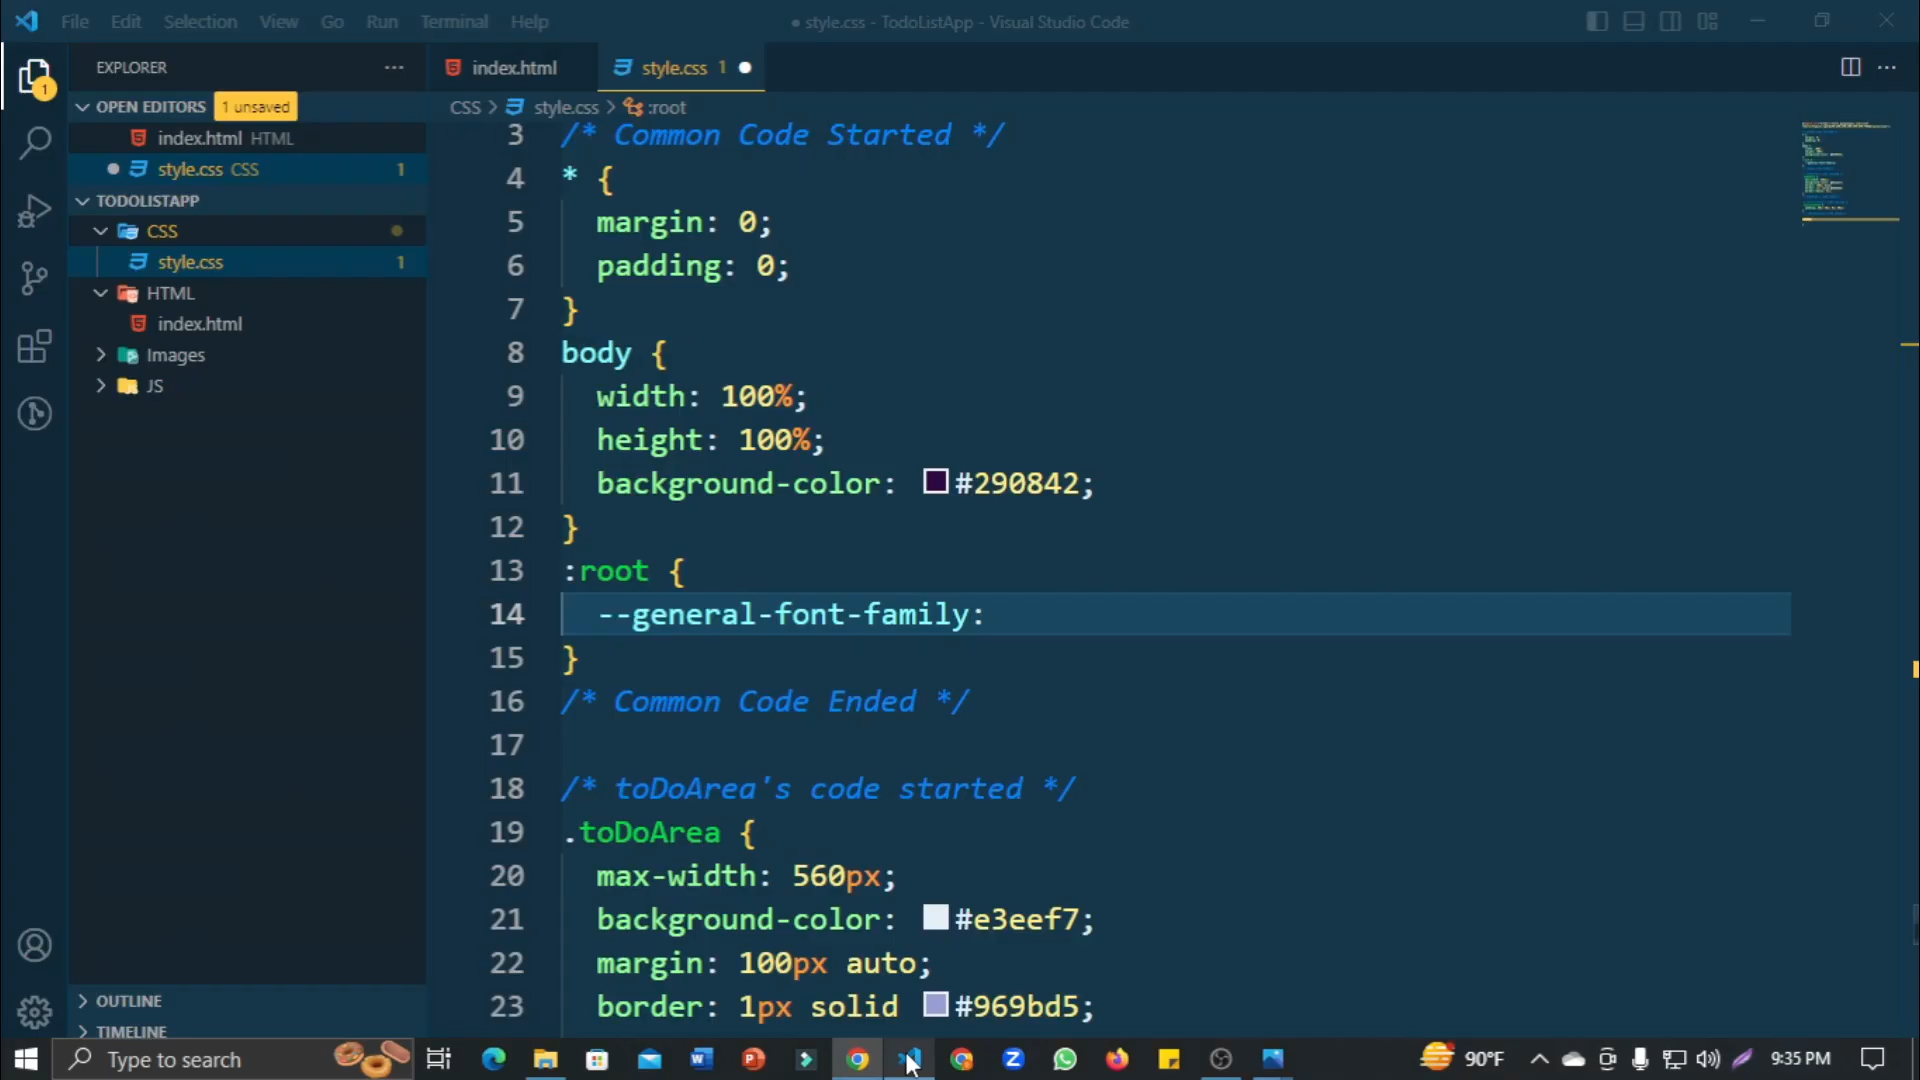 File Edit Selection View Go Run Terminal Help
● style.css - TodoListApp - Visual Studio Code
EXPLORER
index.html
style.css 1
OPEN EDITORS 1 unsaved
CSS > style.css > :root
index.html HTML
style.css CSS 1
TODOLISTAPP
CSS
style.css 1
HTML
index.html
Images
JS
OUTLINE
TIMELINE
3 /* Common Code Started */
4 * {
5 margin: 0;
6 padding: 0;
7 }
8 body {
9 width: 100%;
10 height: 100%;
11 background-color: #290842;
12 }
13 :root {
14 --general-font-family:
15 }
16 /* Common Code Ended */
17
18 /* toDoArea's code started */
19 .toDoArea {
20 max-width: 560px;
21 background-color: #e3eef7;
22 margin: 100px auto;
23 border: 1px solid #969bd5;
1
Type to search
90°F
9:35 PM